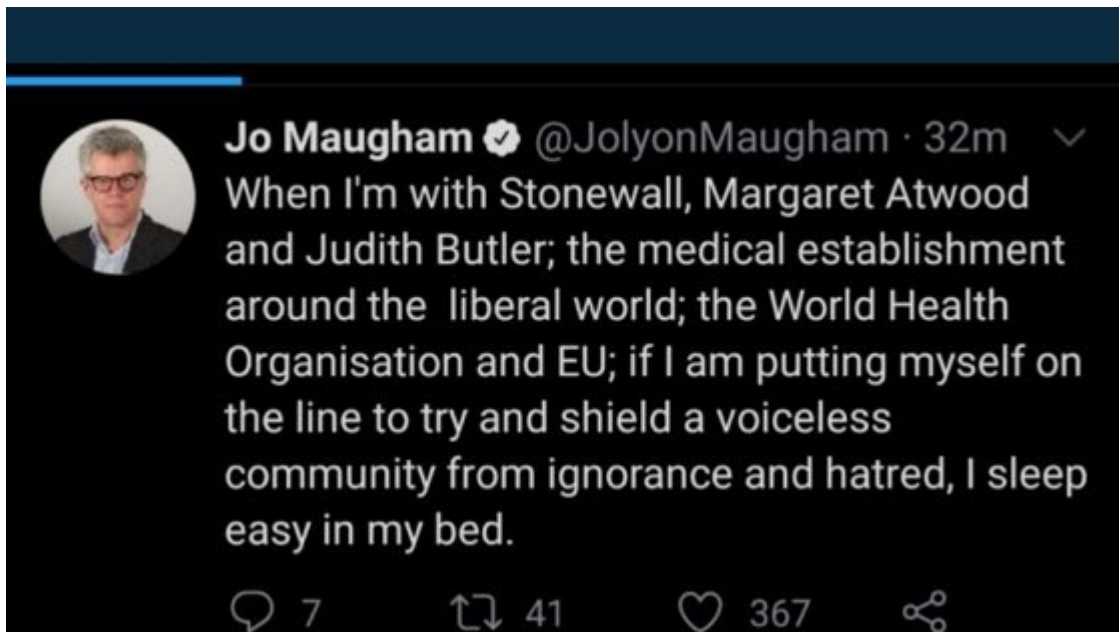 Jo Maugham @JolyonMaugham · 32m
When I'm with Stonewall, Margaret Atwood
and Judith Butler; the medical establishment
around the liberal world; the World Health
Organisation and EU; if I am putting myself on
the line to try and shield a voiceless
community from ignorance and hatred, I sleep
easy in my bed.
7 41 367